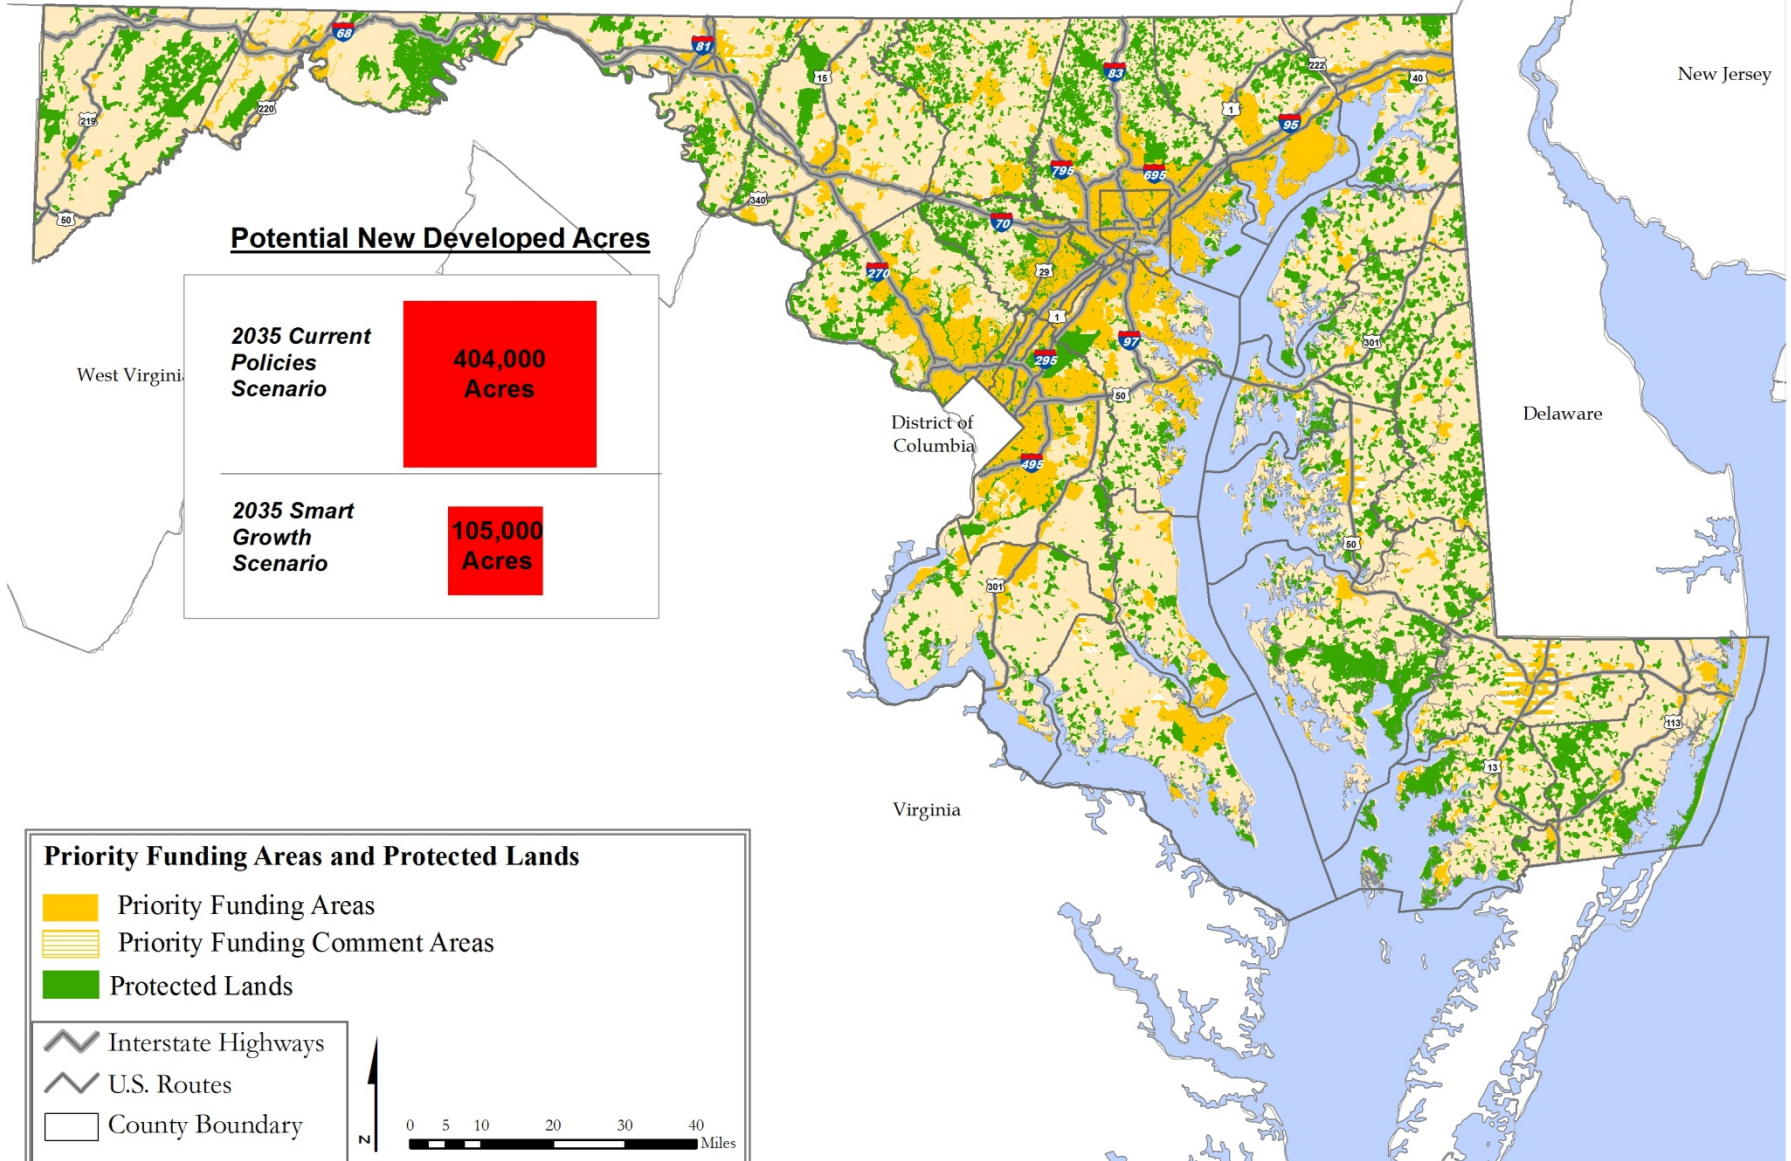 68
81
15
83
222
40
New Jersey
219
220
1
95
795
695
50
340
70
Potential New Developed Acres
270
29
2035 Current
Policies
Scenario
404,000
Acres
1
295
97
301
West Virginia
50
Delaware
District of
Columbia
495
2035 Smart
Growth
Scenario
105,000
Acres
50
301
113
13
Virginia
Priority Funding Areas and Protected Lands
Priority Funding Areas
Priority Funding Comment Areas
Protected Lands
Interstate Highways
U.S. Routes
County Boundary
N
0 5 10 20 30 40
Miles